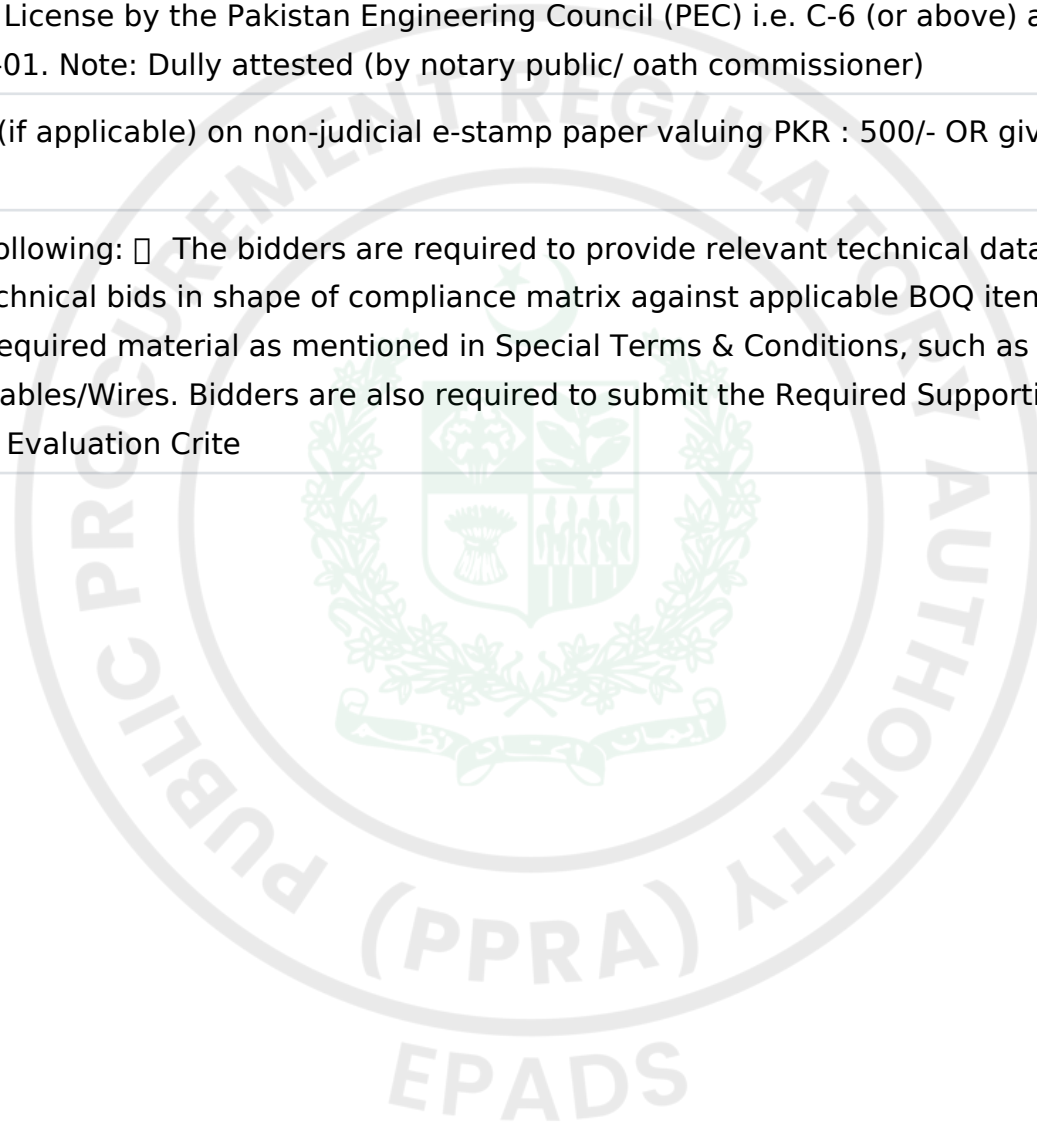 License by the Pakistan Engineering Council (PEC) i.e. C-6 (or above) a
-01. Note: Dully attested (by notary public/ oath commissioner)
(if applicable) on non-judicial e-stamp paper valuing PKR : 500/- OR giv
ollowing: The bidders are required to provide relevant technical data
chnical bids in shape of compliance matrix against applicable BOQ iten
equired material as mentioned in Special Terms & Conditions, such as
ables/Wires. Bidders are also required to submit the Required Supporti
Evaluation Crite
PUBLIC PROCUREMENT REGULATORY AUTHORITY
(PPRA)
EPADS